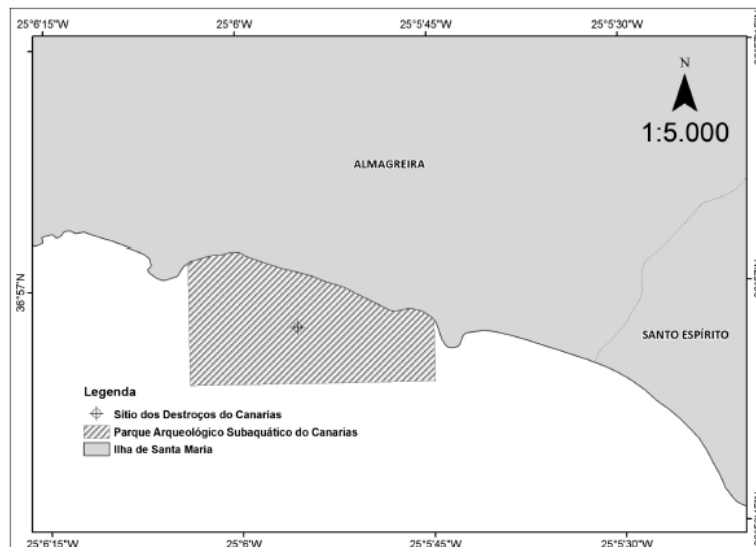 25°6'15"W 25°6'0"W 25°5'45"W 25°5'30"W
N
1:5.000
ALMAGREIRA
36°57'N
SANTO ESPÍRITO
Legenda
Sítio dos Destroços do Canarias
Parque Arqueológico Subaquático do Canarias
Ilha de Santa Maria
25°6'15"W 25°6'0"W 25°5'45"W 25°5'30"W